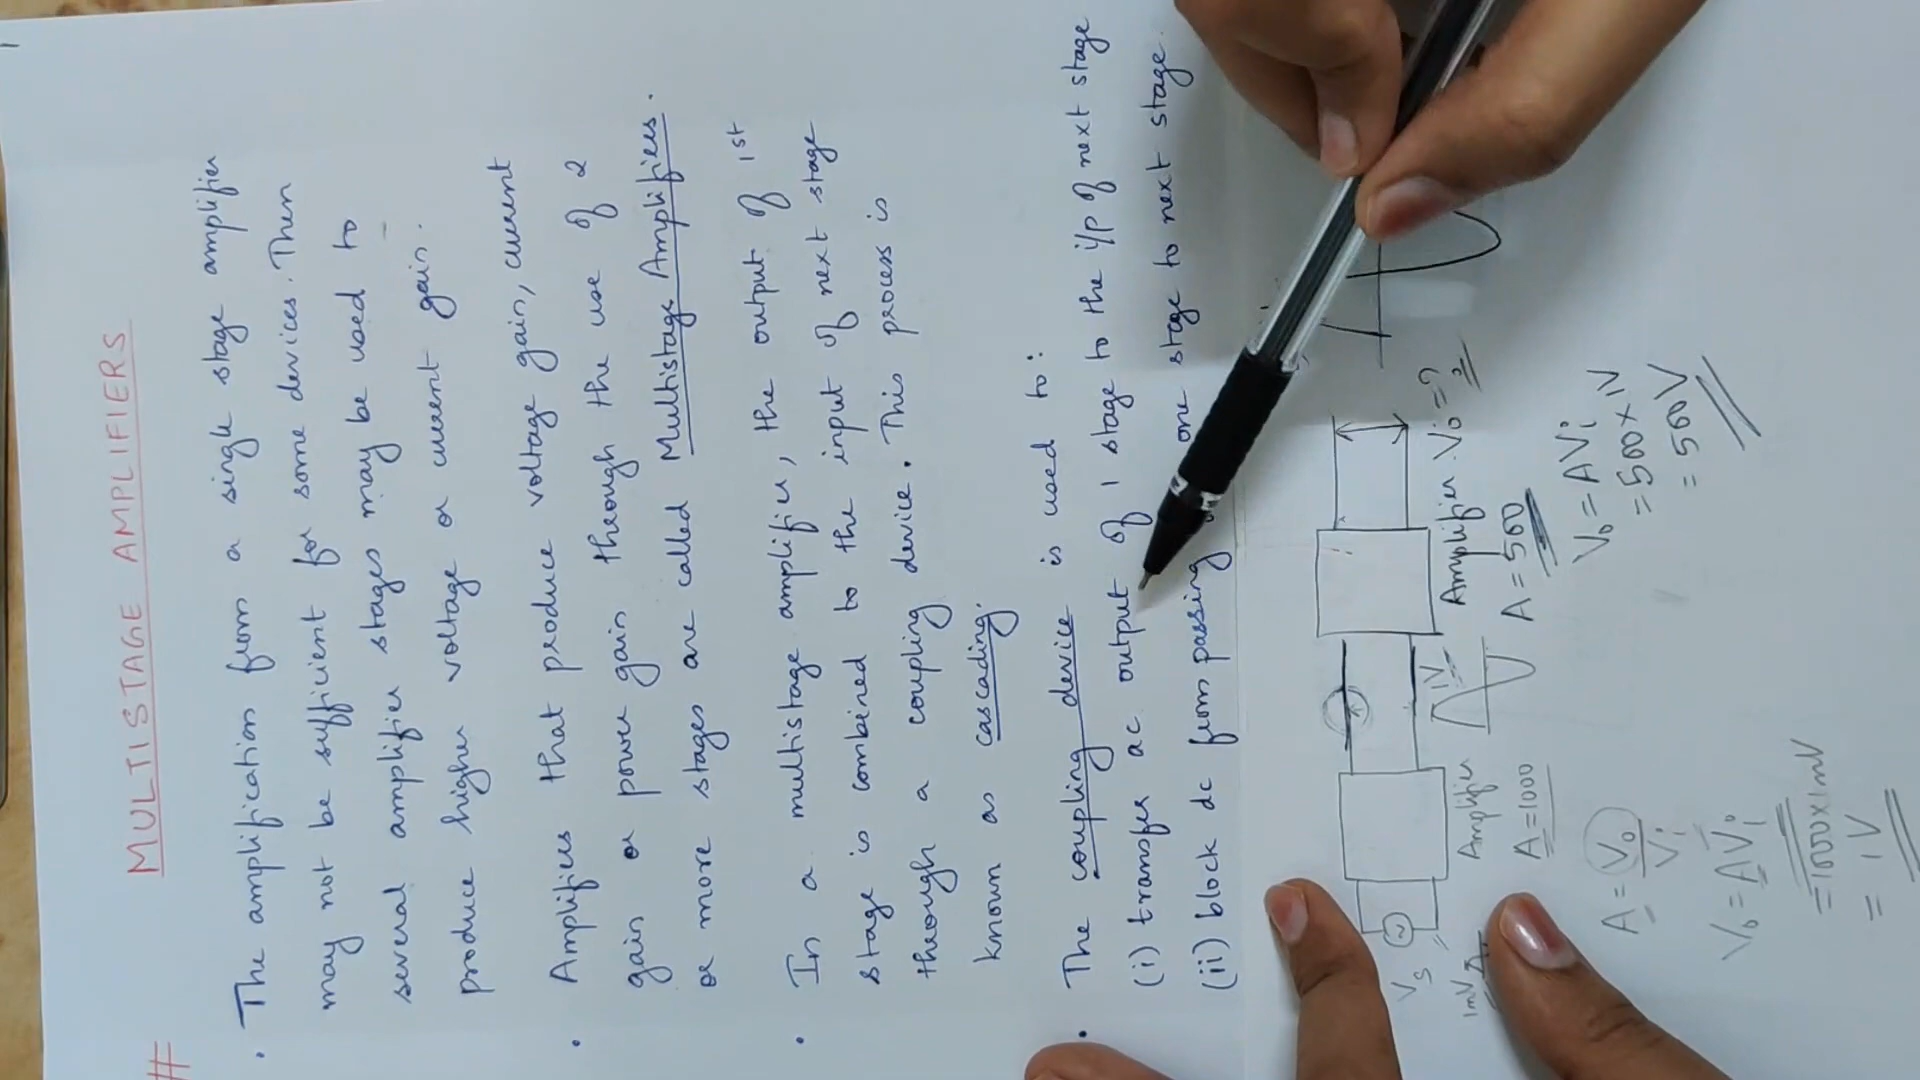 # MULTISTAGE AMPLIFIERS
• The amplification from a single stage amplifier
may not be sufficient for some devices. Then
several amplifier stages may be used to
produce higher voltage or current gain.
• Amplifiers that produce voltage gain, current
gain or power gain through the use of 2
or more stages are called Multistage Amplifiers.
• In a multistage amplifier, the output of 1st
stage is combined to the input of next stage
through a coupling device. This process is
known as cascading.
• The coupling device is used to:
(i) transfer ac output of 1 stage to the i/p of next stage
(ii) block dc from passing one stage to next stage.
Vs
1mV
Amplifier
A=1000
1V
Amplifier
A=500
Vo=?
A = Vo/Vi
Vo = AVi
=1000x1mV
= 1V
Vo = AVi
= 500x1V
= 500V